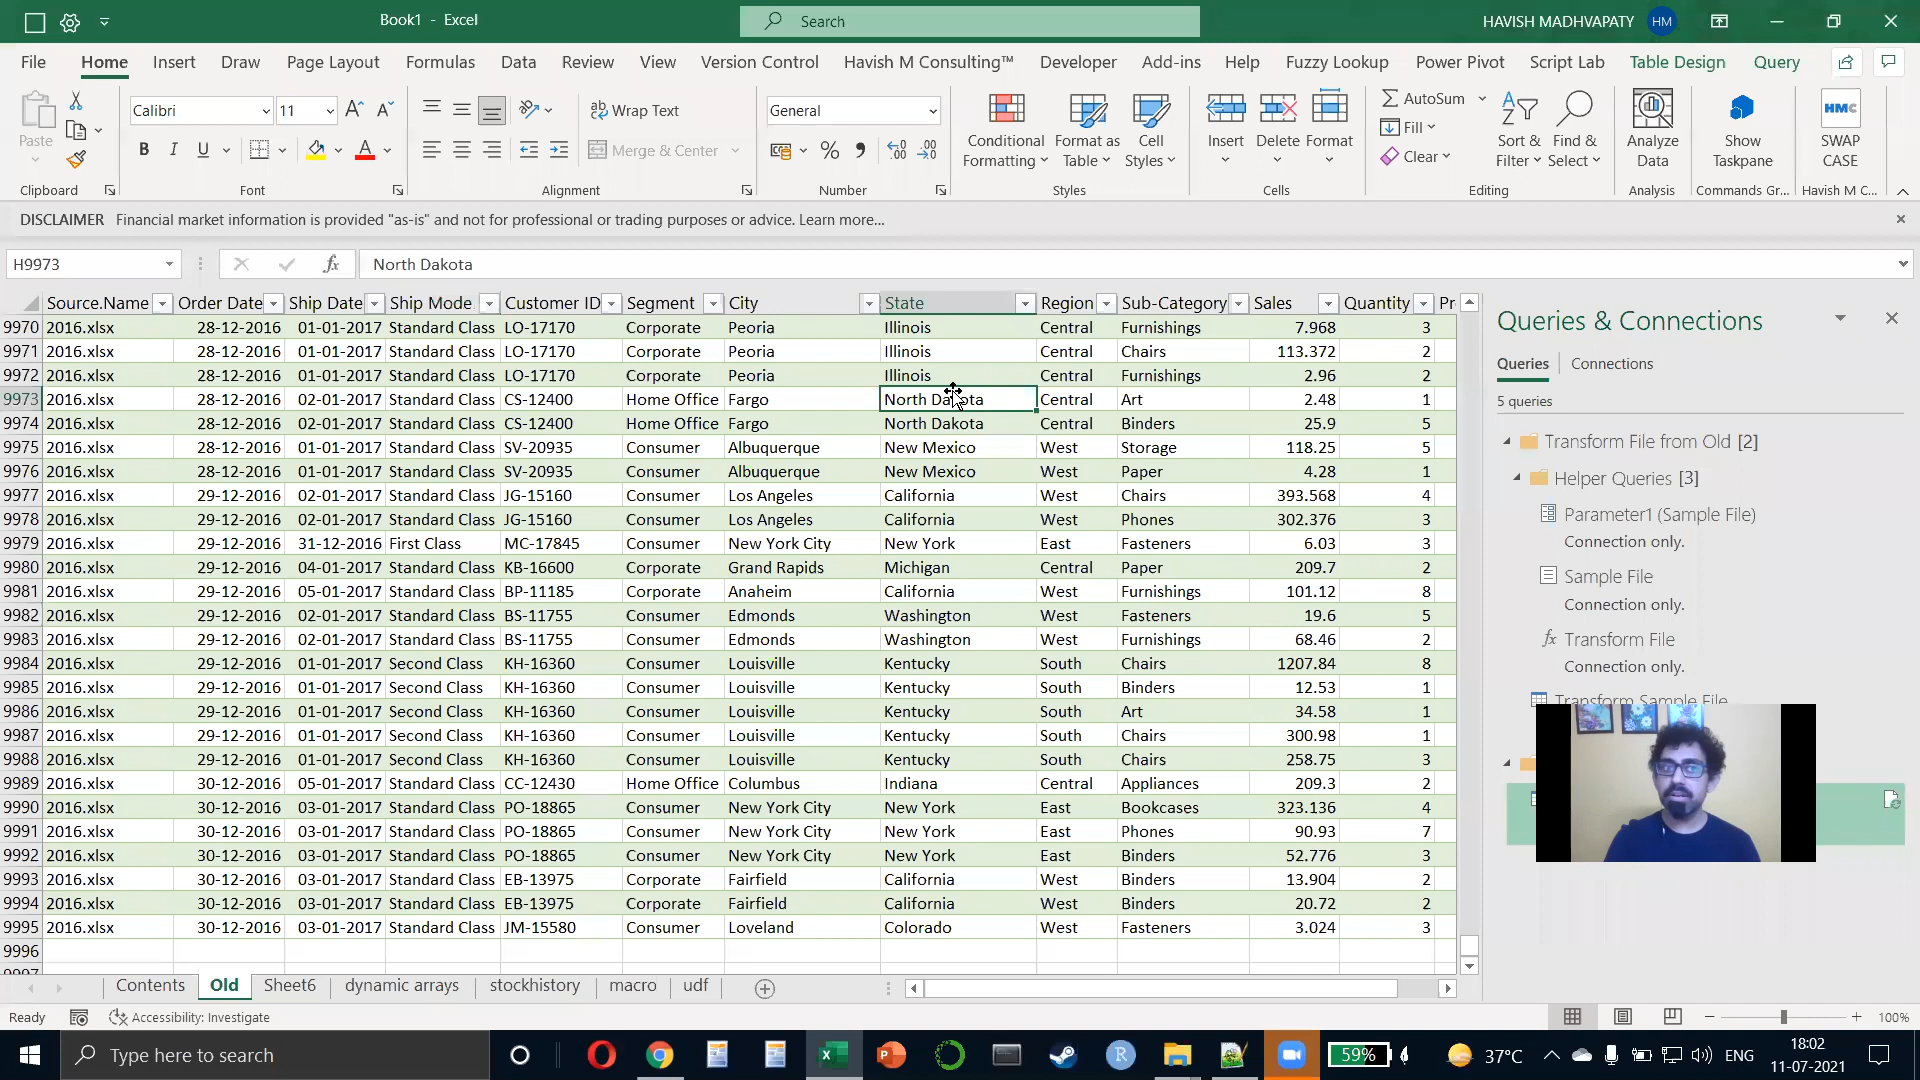 Book1 - Excel
Search
HAVISH MADHVAPATY HM
File Home Insert Draw Page Layout Formulas Data Review View Version Control Havish M Consulting™ Developer Add-ins Help Fuzzy Lookup Power Pivot Script Lab Table Design Query
Paste
Calibri 11
B I U
Wrap Text
Merge & Center
General
Conditional Formatting
Format as Table
Cell Styles
Insert Delete Format
AutoSum
Fill
Clear
Sort & Filter
Find & Select
Analyze Data
Show Taskpane
HMC
SWAP CASE
Clipboard Font Alignment Number Styles Cells Editing Analysis Commands Gr... Havish M C...
DISCLAIMER Financial market information is provided "as-is" and not for professional or trading purposes or advice. Learn more...
H9973 fx North Dakota
Source.Name Order Date Ship Date Ship Mode Customer ID Segment City State Region Sub-Category Sales Quantity Pr
9970 2016.xlsx 28-12-2016 01-01-2017 Standard Class LO-17170 Corporate Peoria Illinois Central Furnishings 7.968 3
9971 2016.xlsx 28-12-2016 01-01-2017 Standard Class LO-17170 Corporate Peoria Illinois Central Chairs 113.372 2
9972 2016.xlsx 28-12-2016 01-01-2017 Standard Class LO-17170 Corporate Peoria Illinois Central Furnishings 2.96 2
9973 2016.xlsx 28-12-2016 02-01-2017 Standard Class CS-12400 Home Office Fargo North Dakota Central Art 2.48 1
9974 2016.xlsx 28-12-2016 02-01-2017 Standard Class CS-12400 Home Office Fargo North Dakota Central Binders 25.9 5
9975 2016.xlsx 28-12-2016 01-01-2017 Standard Class SV-20935 Consumer Albuquerque New Mexico West Storage 118.25 5
9976 2016.xlsx 28-12-2016 01-01-2017 Standard Class SV-20935 Consumer Albuquerque New Mexico West Paper 4.28 1
9977 2016.xlsx 29-12-2016 02-01-2017 Standard Class JG-15160 Consumer Los Angeles California West Chairs 393.568 4
9978 2016.xlsx 29-12-2016 02-01-2017 Standard Class JG-15160 Consumer Los Angeles California West Phones 302.376 3
9979 2016.xlsx 29-12-2016 31-12-2016 First Class MC-17845 Consumer New York City New York East Fasteners 6.03 3
9980 2016.xlsx 29-12-2016 04-01-2017 Standard Class KB-16600 Corporate Grand Rapids Michigan Central Paper 209.7 2
9981 2016.xlsx 29-12-2016 05-01-2017 Standard Class BP-11185 Corporate Anaheim California West Furnishings 101.12 8
9982 2016.xlsx 29-12-2016 02-01-2017 Standard Class BS-11755 Consumer Edmonds Washington West Fasteners 19.6 5
9983 2016.xlsx 29-12-2016 02-01-2017 Standard Class BS-11755 Consumer Edmonds Washington West Furnishings 68.46 2
9984 2016.xlsx 29-12-2016 01-01-2017 Second Class KH-16360 Consumer Louisville Kentucky South Chairs 1207.84 8
9985 2016.xlsx 29-12-2016 01-01-2017 Second Class KH-16360 Consumer Louisville Kentucky South Binders 12.53 1
9986 2016.xlsx 29-12-2016 01-01-2017 Second Class KH-16360 Consumer Louisville Kentucky South Art 34.58 1
9987 2016.xlsx 29-12-2016 01-01-2017 Second Class KH-16360 Consumer Louisville Kentucky South Chairs 300.98 1
9988 2016.xlsx 29-12-2016 01-01-2017 Second Class KH-16360 Consumer Louisville Kentucky South Chairs 258.75 3
9989 2016.xlsx 30-12-2016 05-01-2017 Standard Class CC-12430 Home Office Columbus Indiana Central Appliances 209.3 2
9990 2016.xlsx 30-12-2016 03-01-2017 Standard Class PO-18865 Consumer New York City New York East Bookcases 323.136 4
9991 2016.xlsx 30-12-2016 03-01-2017 Standard Class PO-18865 Consumer New York City New York East Phones 90.93 7
9992 2016.xlsx 30-12-2016 03-01-2017 Standard Class PO-18865 Consumer New York City New York East Binders 52.776 3
9993 2016.xlsx 30-12-2016 03-01-2017 Standard Class EB-13975 Corporate Fairfield California West Binders 13.904 2
9994 2016.xlsx 30-12-2016 03-01-2017 Standard Class EB-13975 Corporate Fairfield California West Binders 20.72 2
9995 2016.xlsx 30-12-2016 03-01-2017 Standard Class JM-15580 Consumer Loveland Colorado West Fasteners 3.024 3
9996
Queries & Connections
Queries Connections
5 queries
Transform File from Old [2]
Helper Queries [3]
Parameter1 (Sample File)
Connection only.
Sample File
Connection only.
fx Transform File
Connection only.
Transform Sample File
Contents Old Sheet6 dynamic arrays stockhistory macro udf
Ready Accessibility: Investigate 100%
Type here to search
59%
37°C
ENG
18:02
11-07-2021